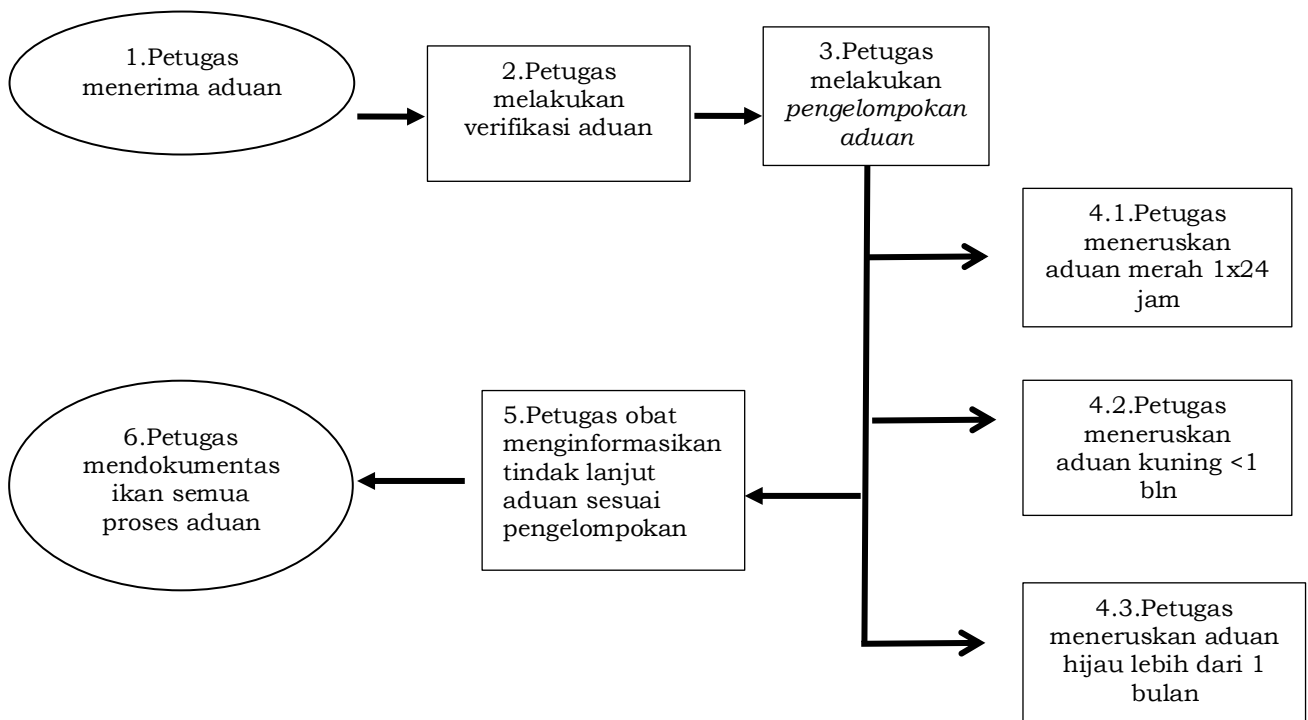 1.Petugas
menerima aduan
2.Petugas
melakukan
verifikasi aduan
3.Petugas
melakukan
pengelompokan
aduan
4.1.Petugas
meneruskan
aduan merah 1x24
jam
4.2.Petugas
meneruskan
aduan kuning <1
bln
4.3.Petugas
meneruskan aduan
hijau lebih dari 1
bulan
5.Petugas obat
menginformasikan
tindak lanjut
aduan sesuai
pengelompokan
6.Petugas
mendokumentas
ikan semua
proses aduan